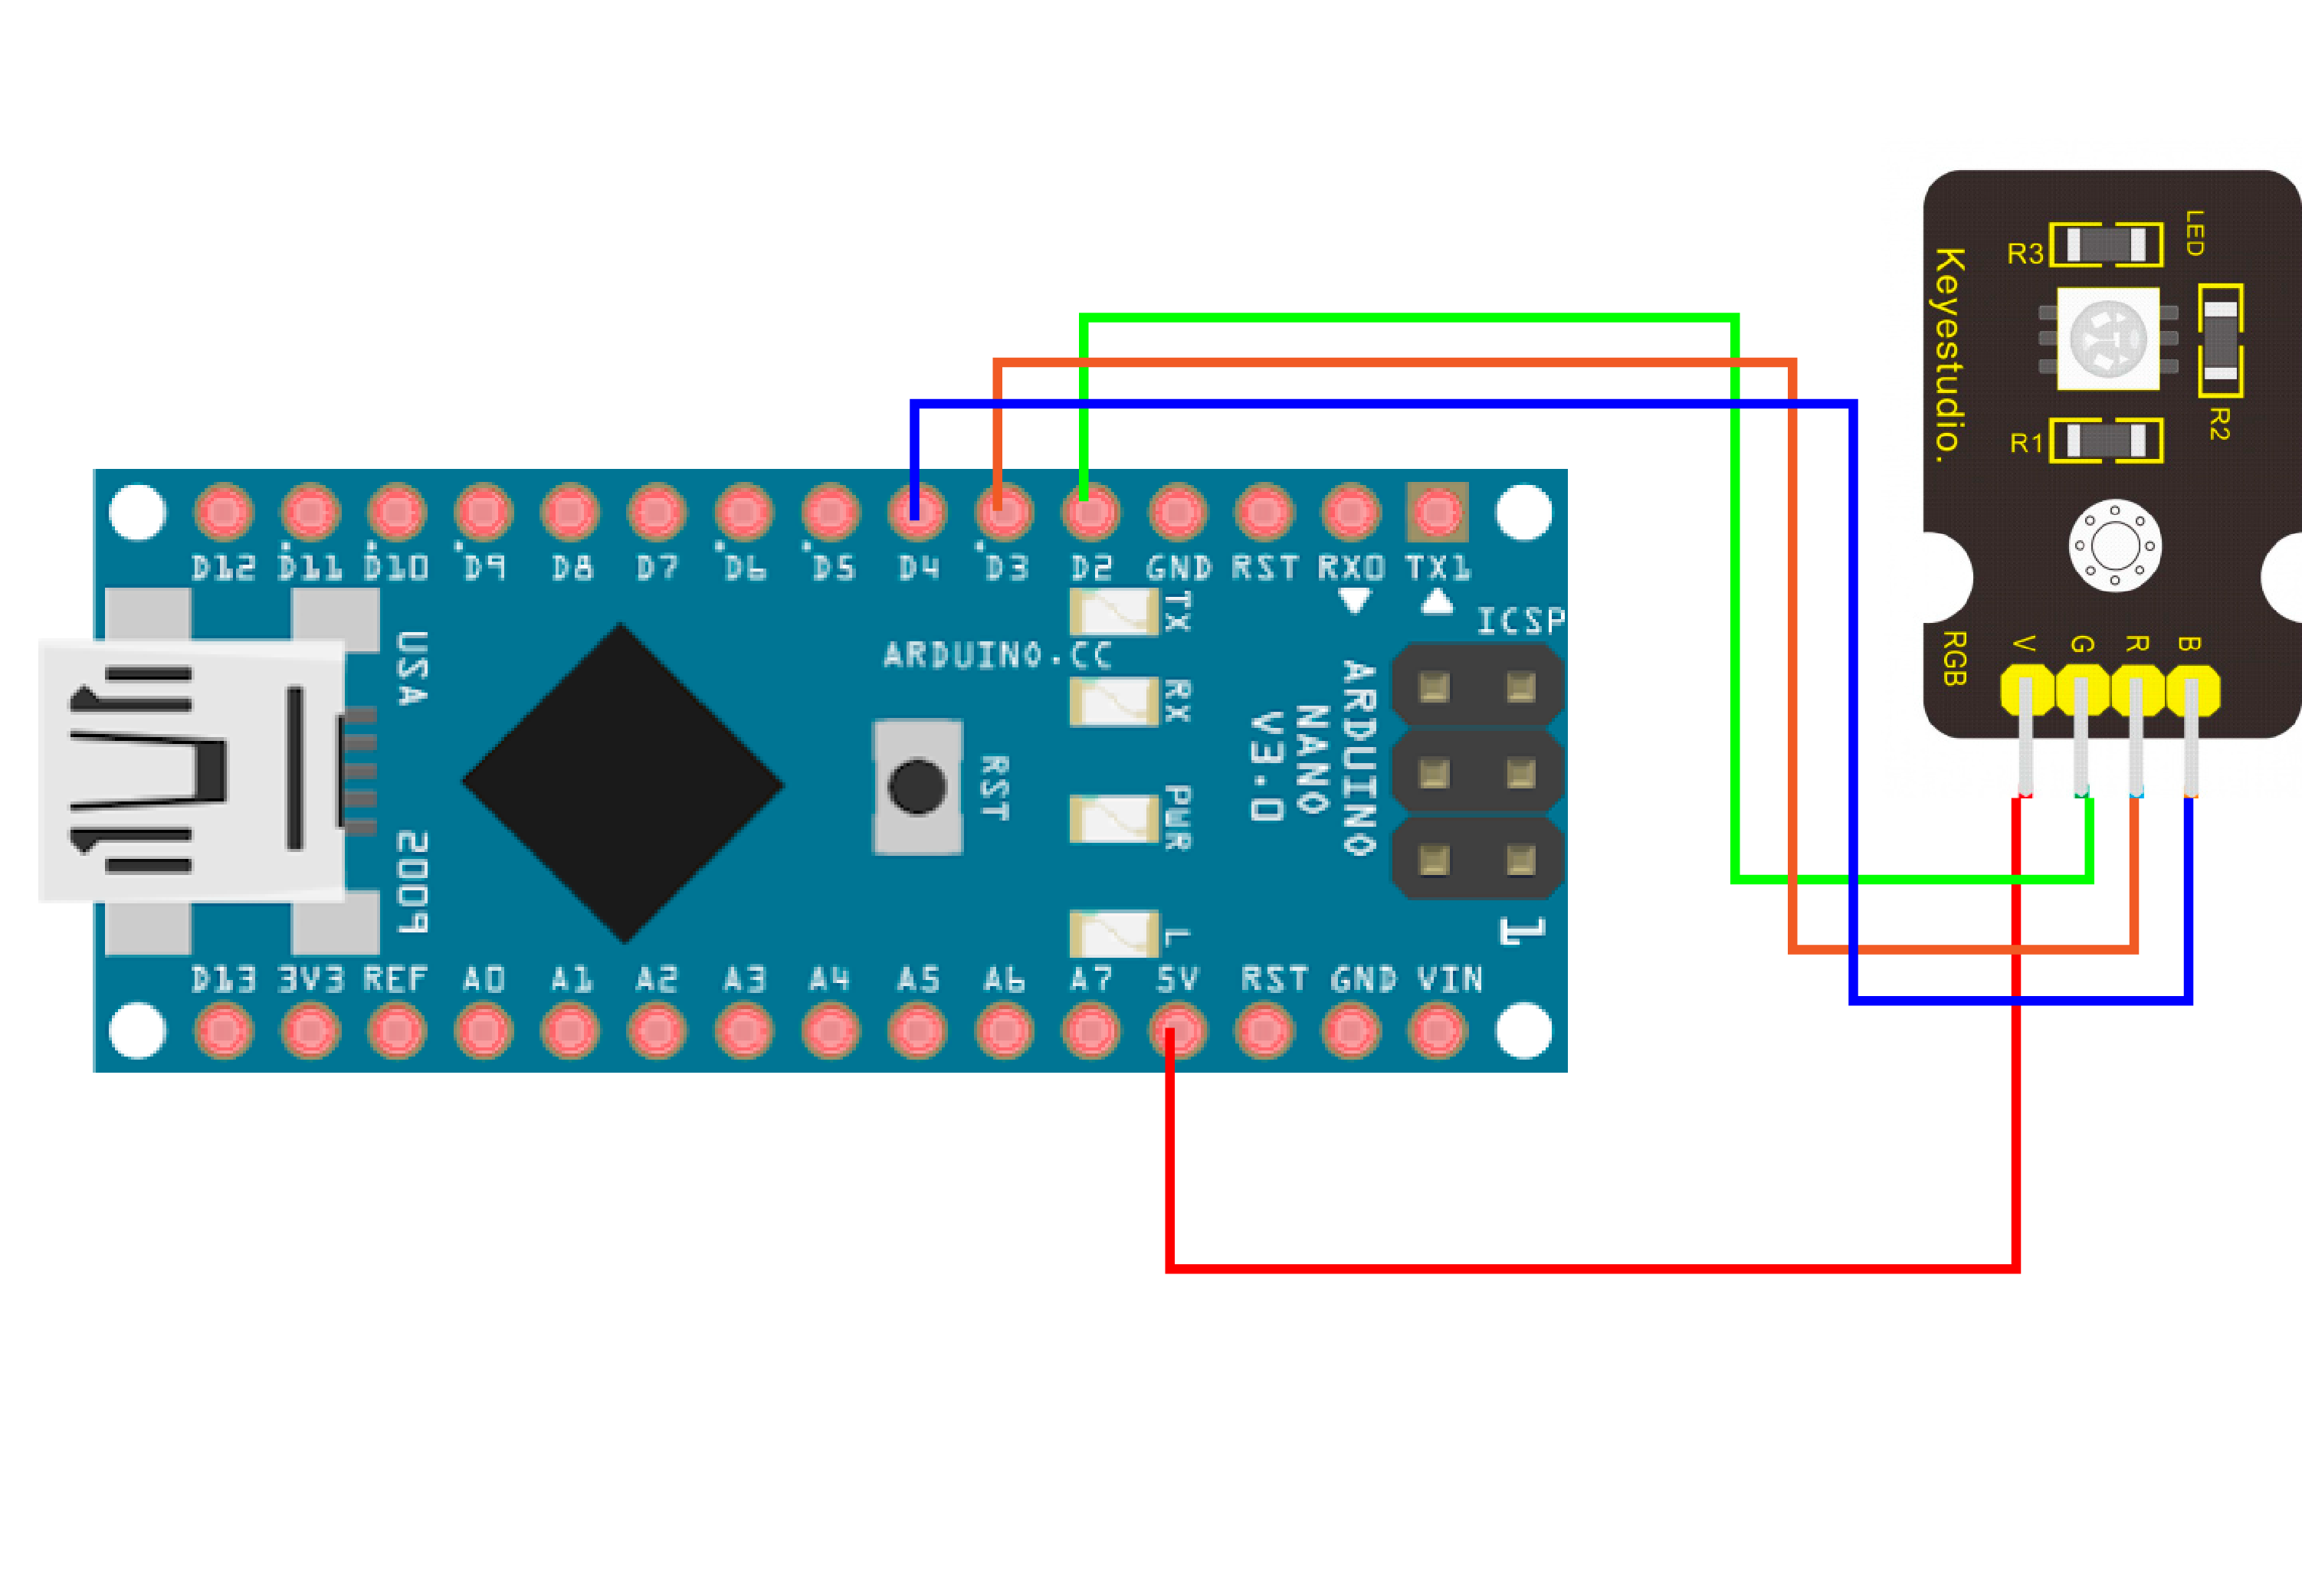 LED
R3
Keyestudio.
R2
R1
RGB
V G R B
D12 D11 D10 D9 D8 D7 D6 D5 D4 D3 D2 GND RST RX0 TX1
TX
ICSP
USA
ARDUINO.CC
RX
ARDUINO
NANO
V3.0
RST
PWR
2009
L
1
D13 3V3 REF A0 A1 A2 A3 A4 A5 A6 A7 5V RST GND VIN